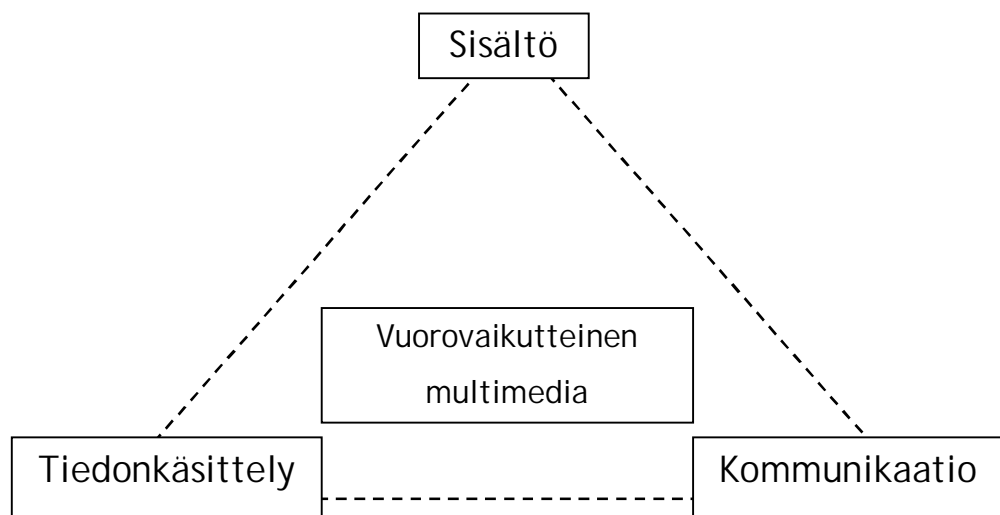 Sisältö
Vuorovaikutteinen
multimedia
Tiedonkäsittely
Kommunikaatio